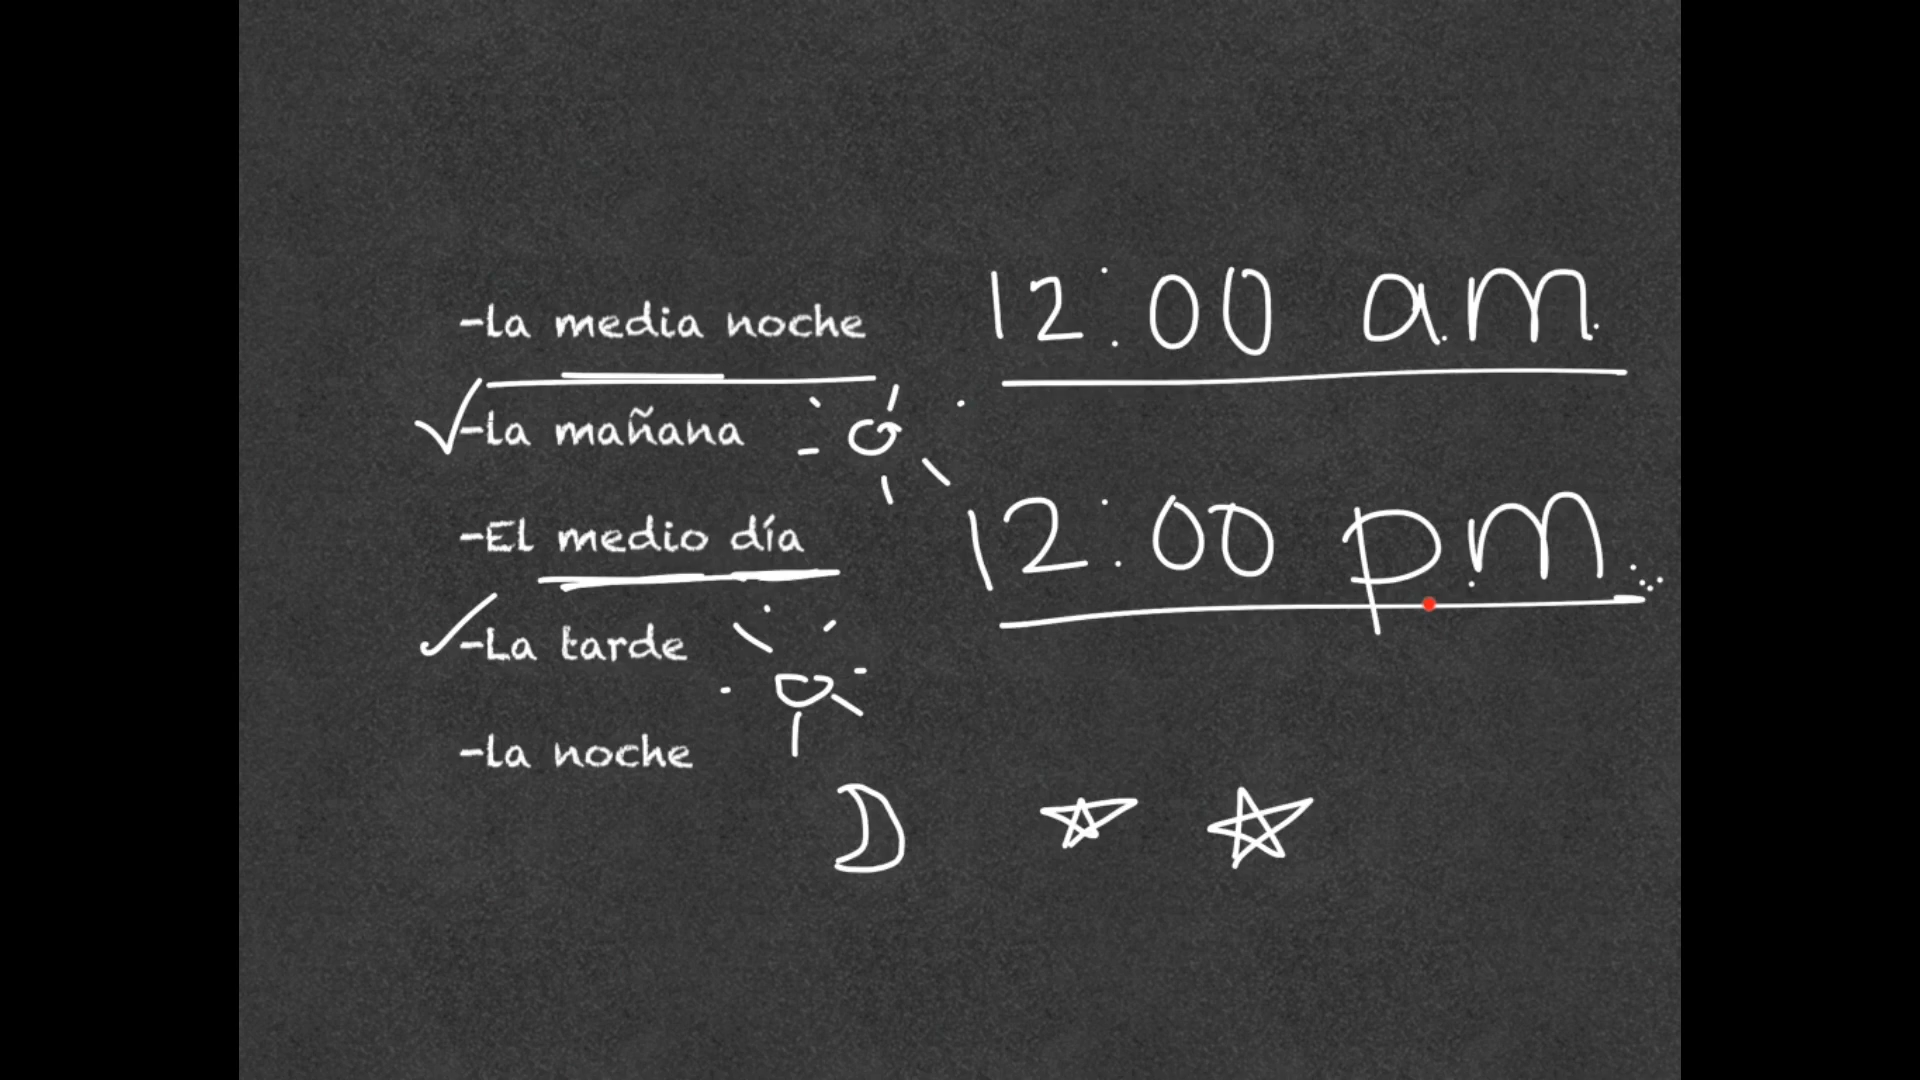 -la media noche 12:00 a.m.
-la mañana
-El medio día 12:00 p.m.
-La tarde
-la noche